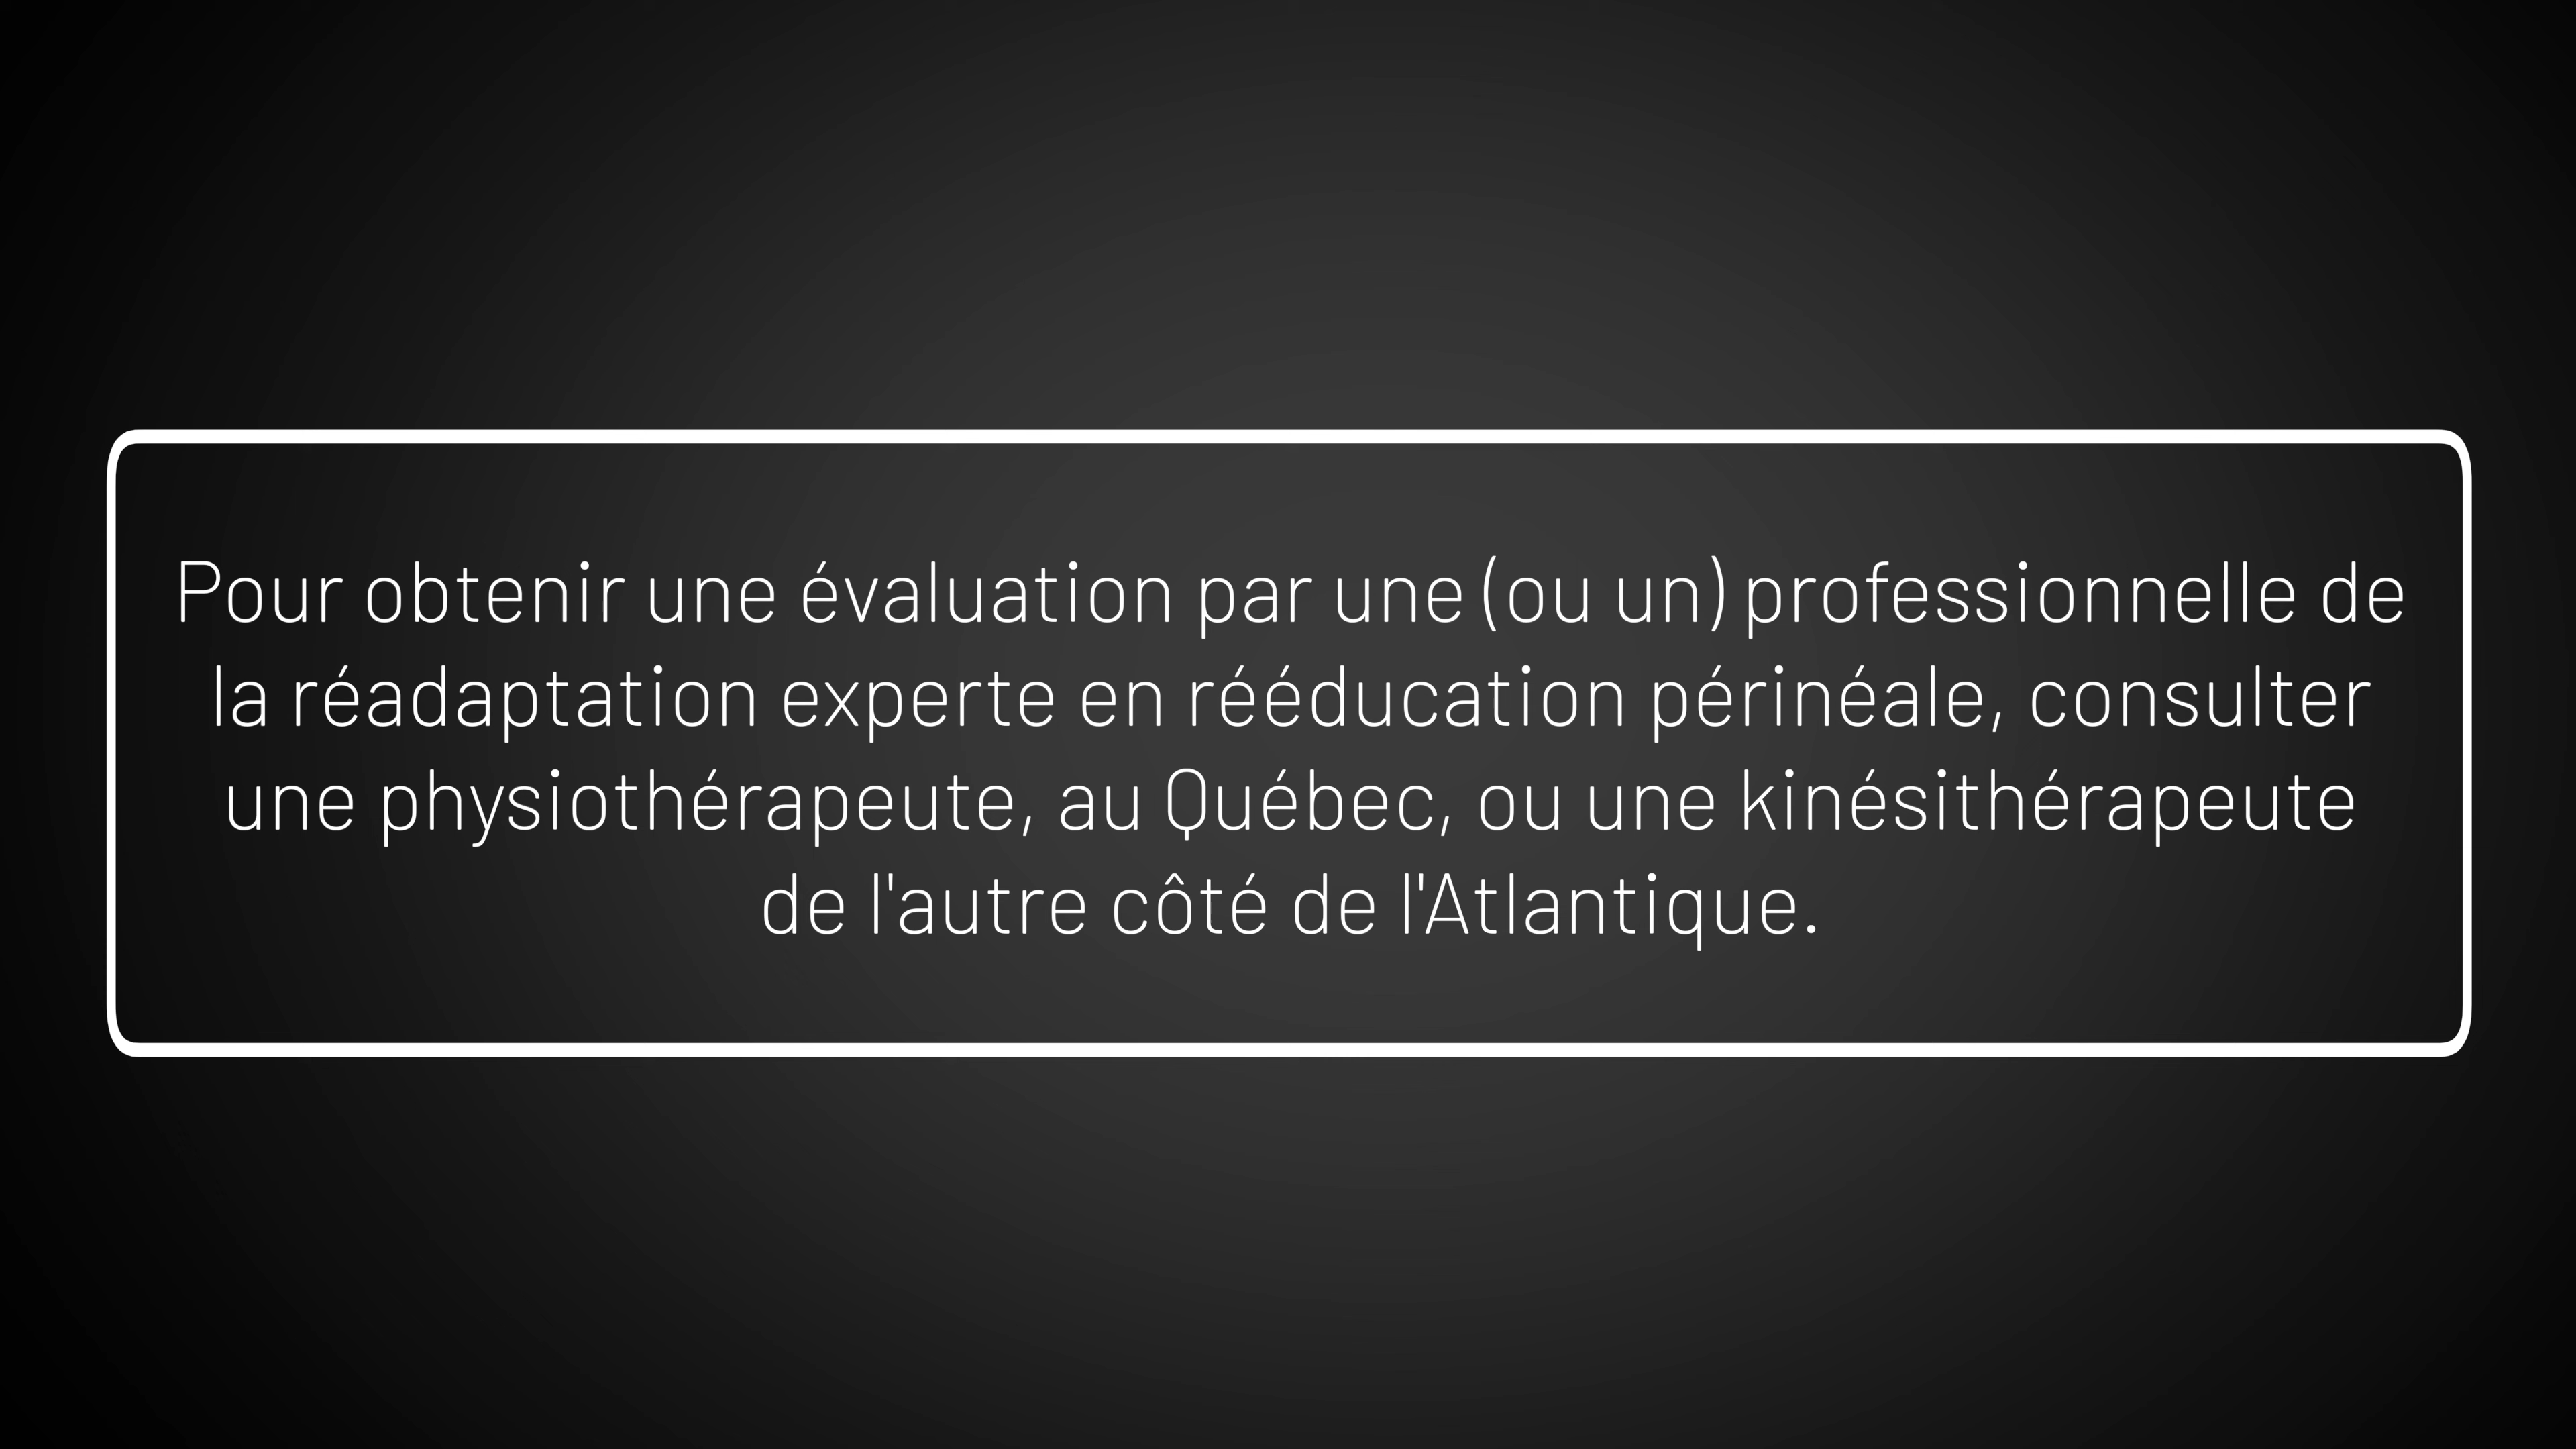 Pour obtenir une évaluation par une (ou un) professionnelle de
la réadaptation experte en rééducation périnéale, consulter
une physiothérapeute, au Québec, ou une kinésithérapeute
de l'autre côté de l'Atlantique.